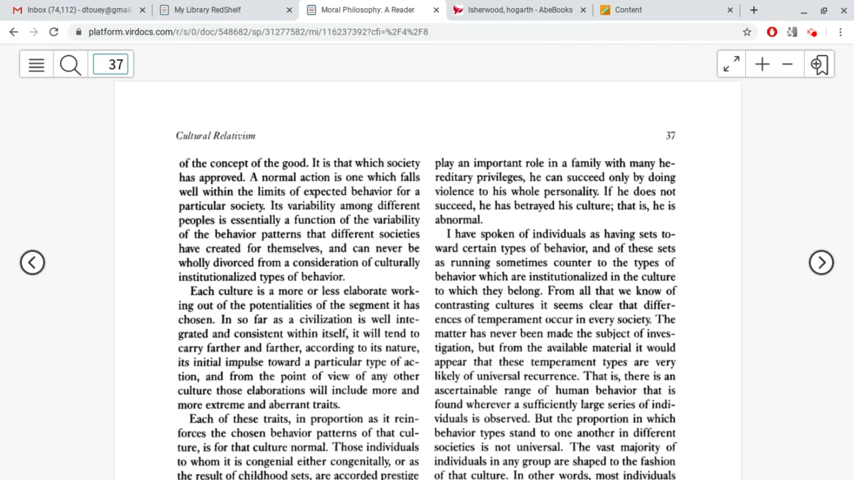 Inbox (74,112) - dtouey@gmai
My Library RedShelf
Moral Philosophy: A Reader
Isherwood, hogarth - AbeBooks
Content
platform.virdocs.com/r/s/0/doc/548682/sp/31277582/mi/116237392?cfi=%2F4%2F8
37
Cultural Relativism
37
of the concept of the good. It is that which society
has approved. A normal action is one which falls
well within the limits of expected behavior for a
particular society. Its variability among different
peoples is essentially a function of the variability
of the behavior patterns that different societies
have created for themselves, and can never be
wholly divorced from a consideration of culturally
institutionalized types of behavior.
Each culture is a more or less elaborate work-
ing out of the potentialities of the segment it has
chosen. In so far as a civilization is well inte-
grated and consistent within itself, it will tend to
carry farther and farther, according to its nature,
its initial impulse toward a particular type of ac-
tion, and from the point of view of any other
culture those elaborations will include more and
more extreme and aberrant traits.
Each of these traits, in proportion as it rein-
forces the chosen behavior patterns of that cul-
ture, is for that culture normal. Those individuals
to whom it is congenial either congenitally, or as
the result of childhood sets, are accorded prestige
play an important role in a family with many he-
reditary privileges, he can succeed only by doing
violence to his whole personality. If he does not
succeed, he has betrayed his culture; that is, he is
abnormal.
I have spoken of individuals as having sets to-
ward certain types of behavior, and of these sets
as running sometimes counter to the types of
behavior which are institutionalized in the culture
to which they belong. From all that we know of
contrasting cultures it seems clear that differ-
ences of temperament occur in every society. The
matter has never been made the subject of inves-
tigation, but from the available material it would
appear that these temperament types are very
likely of universal recurrence. That is, there is an
ascertainable range of human behavior that is
found wherever a sufficiently large series of indi-
viduals is observed. But the proportion in which
behavior types stand to one another in different
societies is not universal. The vast majority of
individuals in any group are shaped to the fashion
of that culture. In other words, most individuals